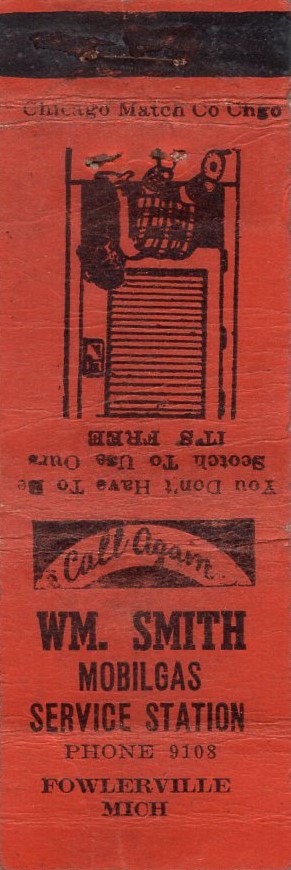 Chicago Match Co Chgo
You Don't Have To Be
Scotch To Use Ours
IT'S FREE
Call Again
WM. SMITH
MOBILGAS
SERVICE STATION
PHONE 9108
FOWLERVILLE
MICH